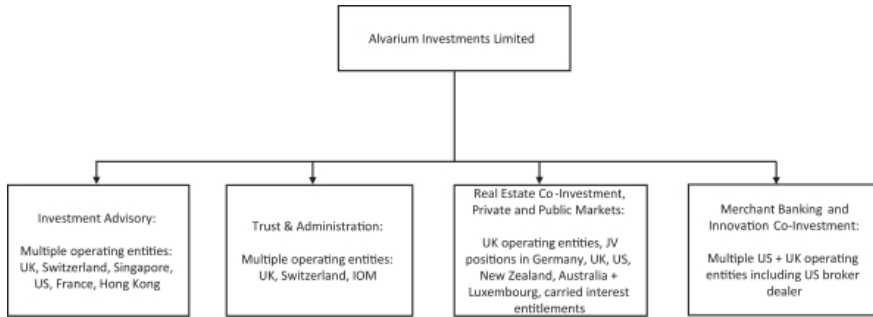 Alvarium Investments Limited
Investment Advisory:
Multiple operating entities:
UK, Switzerland, Singapore,
US, France, Hong Kong
Trust & Administration:
Multiple operating entities:
UK, Switzerland, IOM
Real Estate Co-Investment,
Private and Public Markets:
UK operating entities, JV
positions in Germany, UK, US,
New Zealand, Australia +
Luxembourg, carried interest
entitlements
Merchant Banking and
Innovation Co-Investment:
Multiple US + UK operating
entities including US broker
dealer